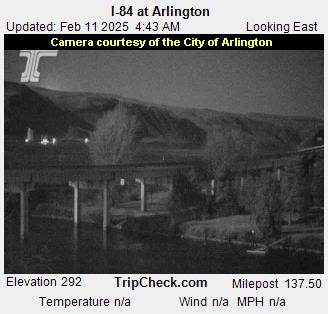 I-84 at Arlington
Updated: Feb 11 2025 4:43 AM Looking East
Camera courtesy of the City of Arlington
Elevation 292 TripCheck.com Milepost 137.50
Temperature n/a Wind n/a MPH n/a